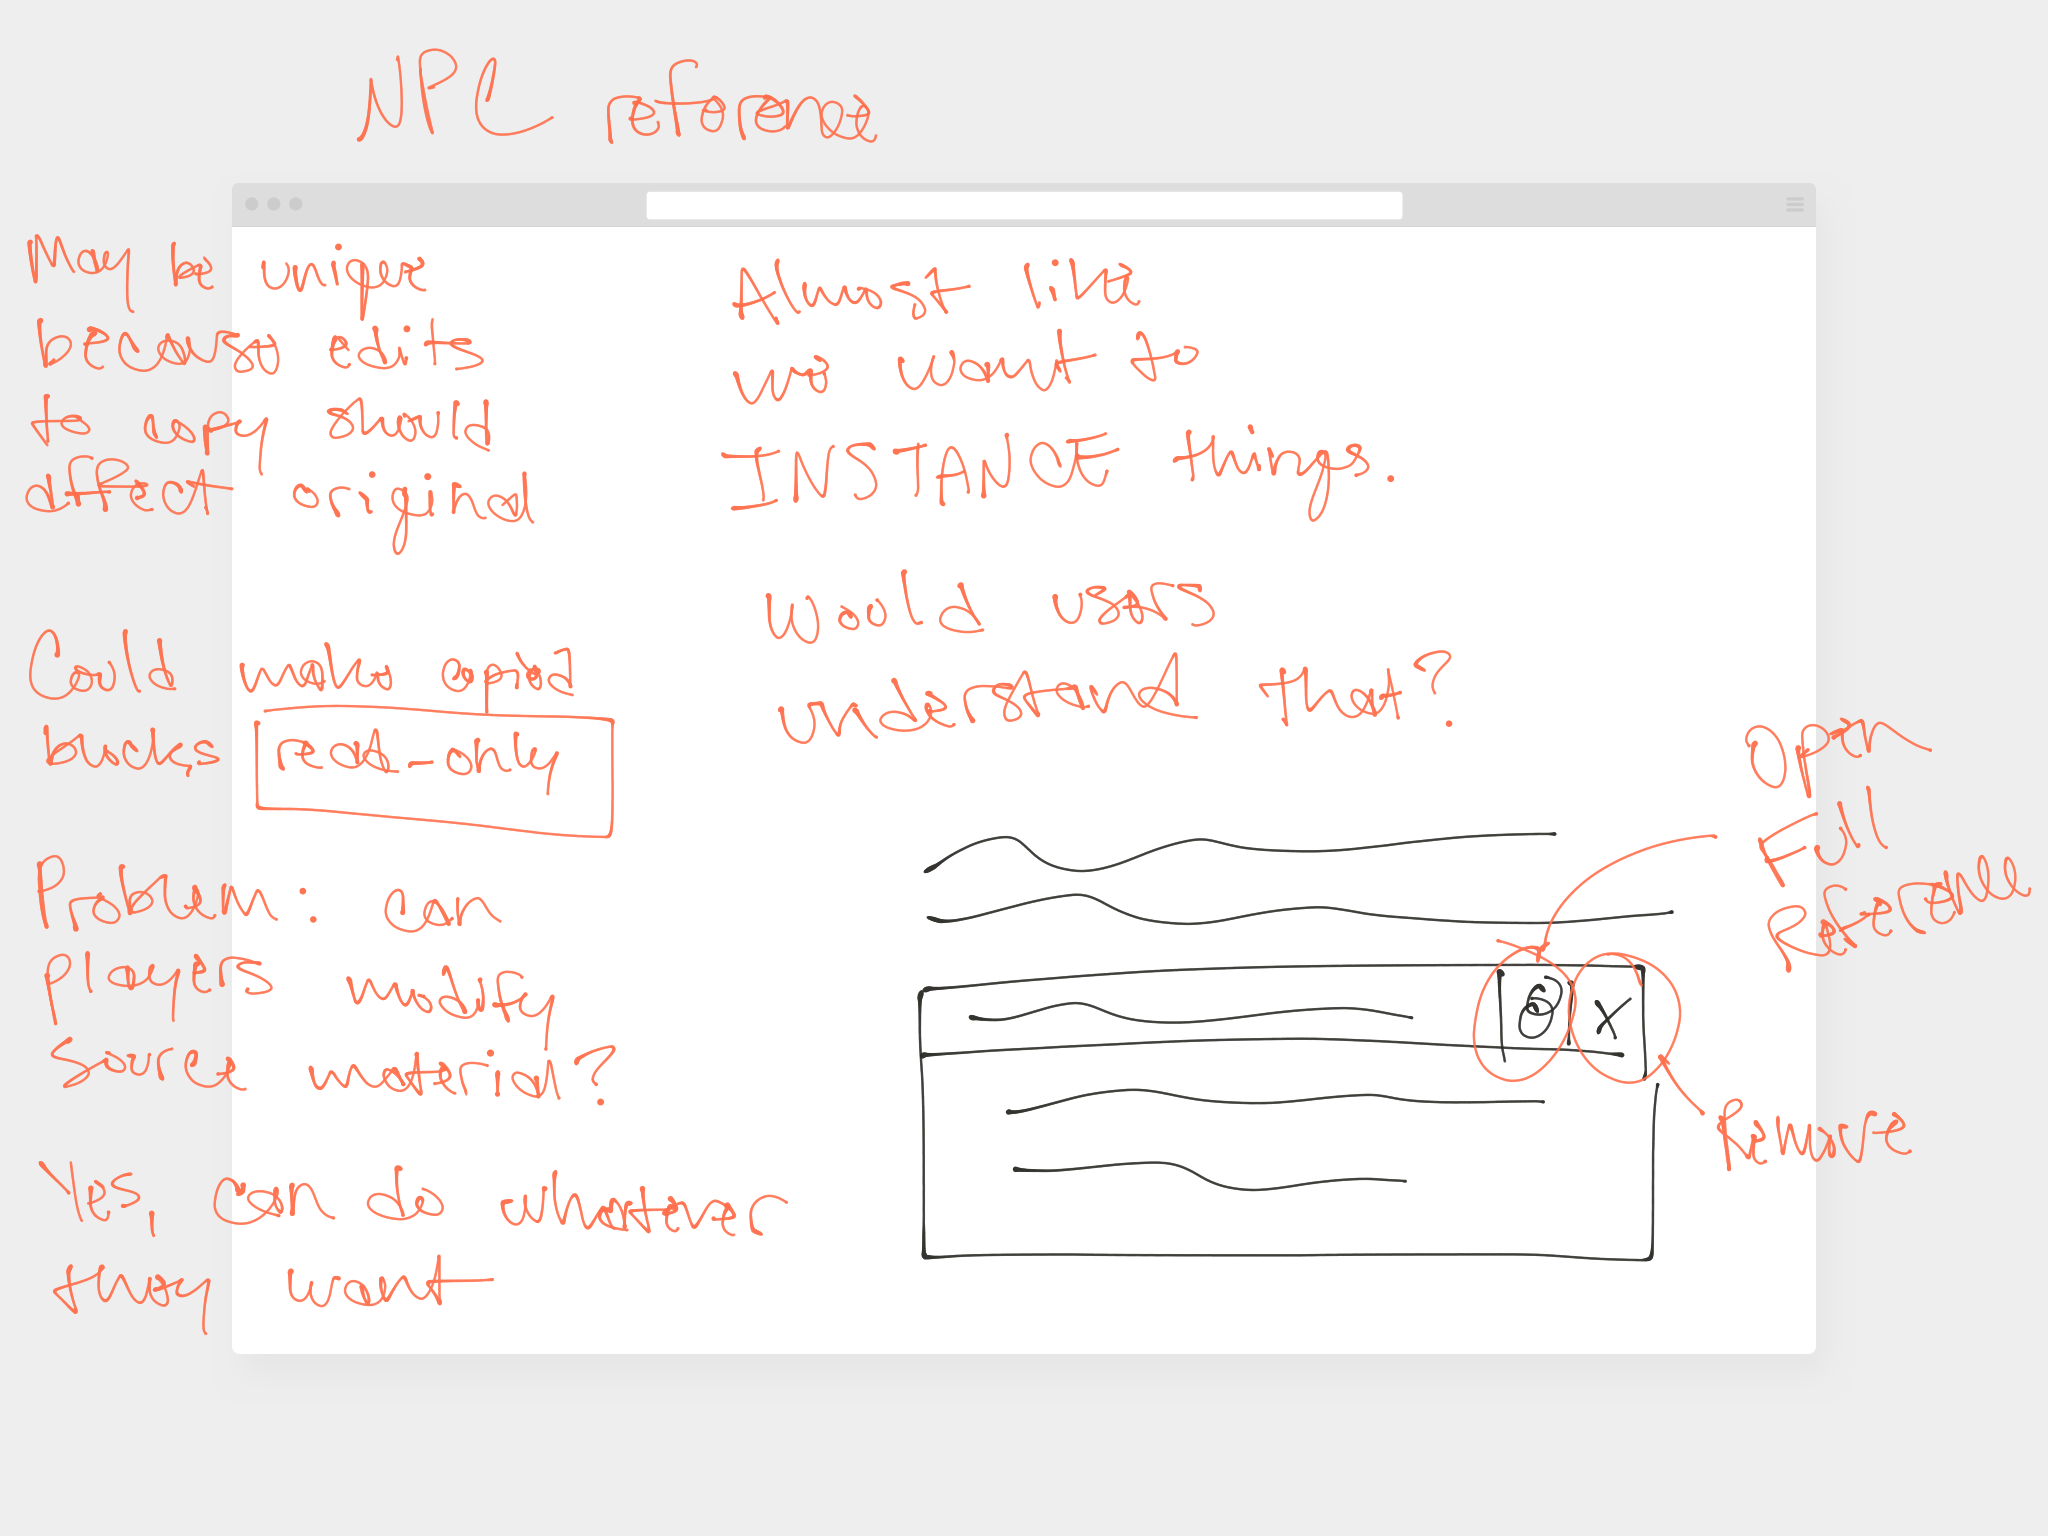 NPC reference
May be unique
because edits
to copy should
affect original
Could make copied
blocks read-only
Problem: can
players modify
source material?
Yes, can do whatever
they want
Almost like
we want to
INSTANCE things.
Would users
understand that?
Open
Full
Reference
X
Remove